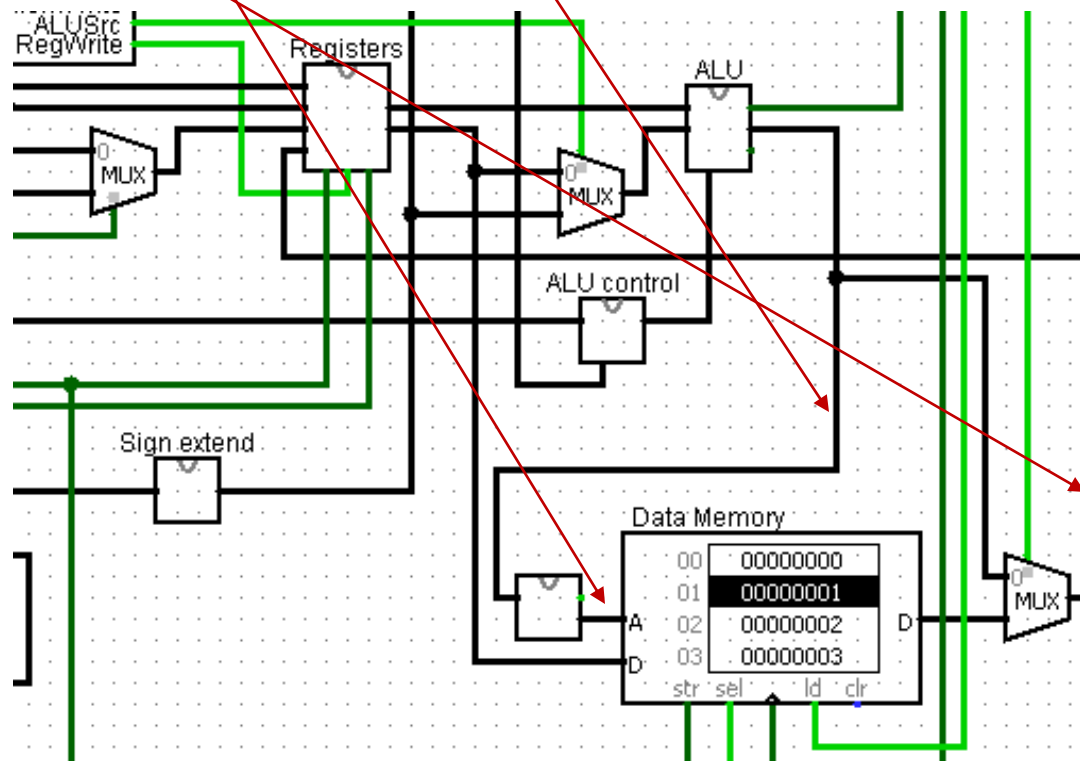 ALUSrc
RegWrite
Registers
ALU
0
MUX
0
MUX
ALU control
Sign extend
Data Memory
00 00000000
01 00000001
A 02 00000002 D
D 03 00000003
str sel ld clr
0
MUX